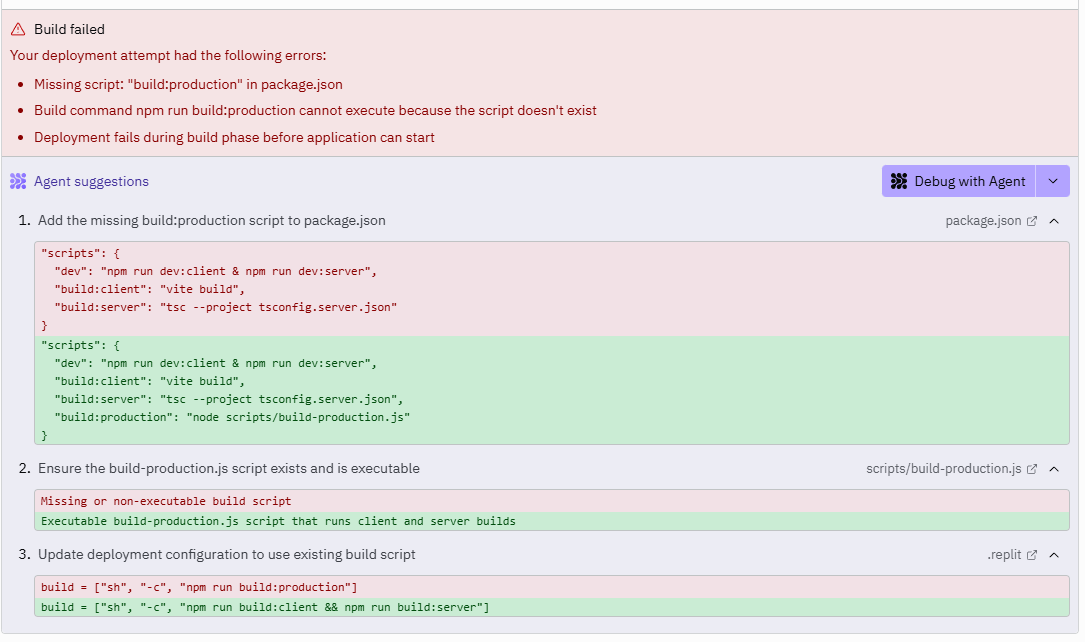 Build failed
Your deployment attempt had the following errors:
• Missing script: "build:production" in package.json
• Build command npm run build:production cannot execute because the script doesn't exist
• Deployment fails during build phase before application can start
Agent suggestions
Debug with Agent
1. Add the missing build:production script to package.json
package.json
"scripts": {
  "dev": "npm run dev:client & npm run dev:server",
  "build:client": "vite build",
  "build:server": "tsc --project tsconfig.server.json"
}
"scripts": {
  "dev": "npm run dev:client & npm run dev:server",
  "build:client": "vite build",
  "build:server": "tsc --project tsconfig.server.json",
  "build:production": "node scripts/build-production.js"
}
2. Ensure the build-production.js script exists and is executable
scripts/build-production.js
Missing or non-executable build script
Executable build-production.js script that runs client and server builds
3. Update deployment configuration to use existing build script
.replit
build = ["sh", "-c", "npm run build:production"]
build = ["sh", "-c", "npm run build:client && npm run build:server"]